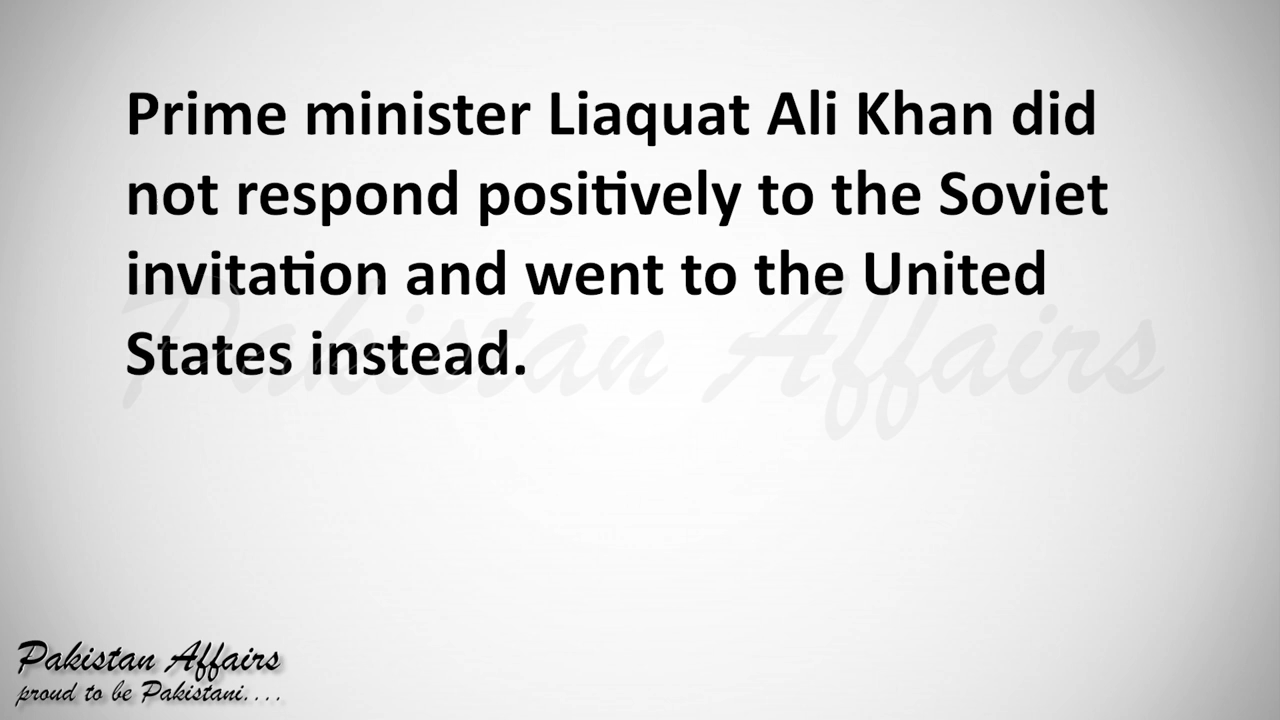 Prime minister Liaquat Ali Khan did
not respond positively to the Soviet
invitation and went to the United
States instead.
Pakistan Affairs
Pakistan Affairs
proud to be Pakistani....